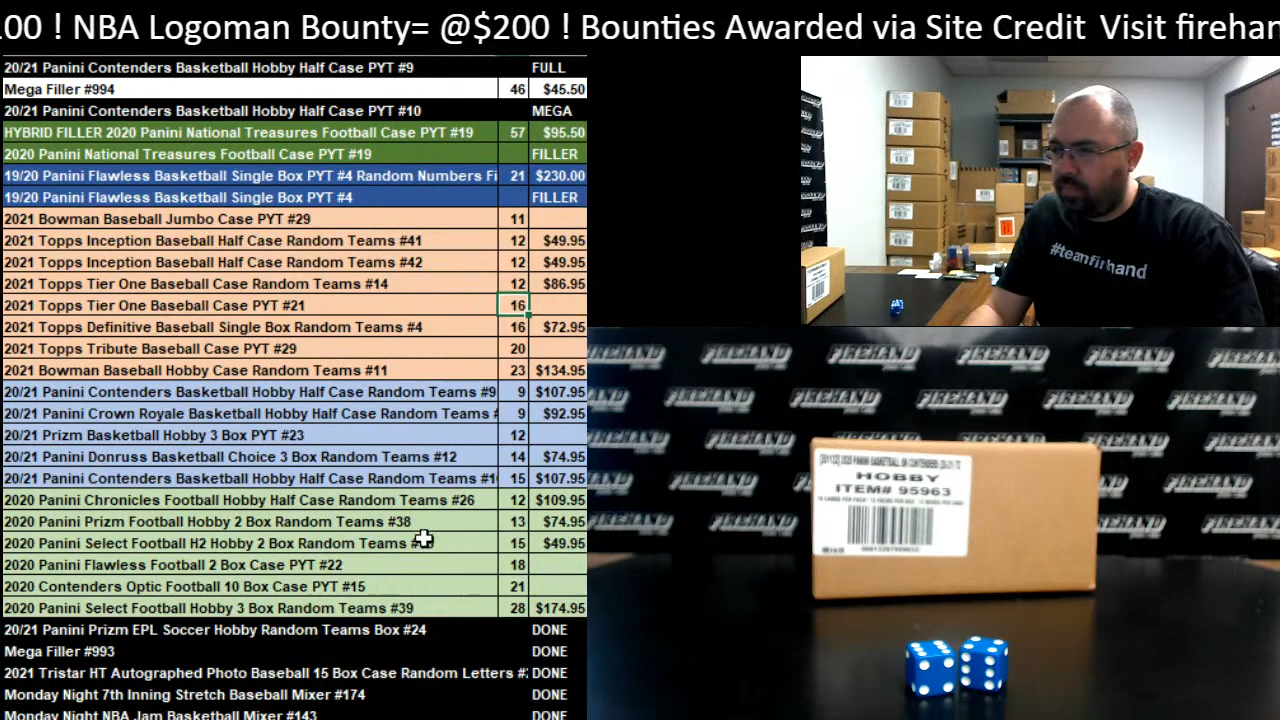 00 ! NBA Logoman Bounty= @$200 ! Bounties Awarded via Site Credit Visit firehan
20/21 Panini Contenders Basketball Hobby Half Case PYT #9 FULL
Mega Filler #994 46 $45.50
20/21 Panini Contenders Basketball Hobby Half Case PYT #10 MEGA
HYBRID FILLER 2020 Panini National Treasures Football Case PYT #19 57 $95.50
2020 Panini National Treasures Football Case PYT #19 FILLER
19/20 Panini Flawless Basketball Single Box PYT #4 Random Numbers Fi 21 $230.00
19/20 Panini Flawless Basketball Single Box PYT #4 FILLER
2021 Bowman Baseball Jumbo Case PYT #29 11
2021 Topps Inception Baseball Half Case Random Teams #41 12 $49.95
2021 Topps Inception Baseball Half Case Random Teams #42 12 $49.95
2021 Topps Tier One Baseball Case Random Teams #14 12 $86.95
2021 Topps Tier One Baseball Case PYT #21 16
2021 Topps Definitive Baseball Single Box Random Teams #4 16 $72.95
2021 Topps Tribute Baseball Case PYT #29 20
2021 Bowman Baseball Hobby Case Random Teams #11 23 $134.95
20/21 Panini Contenders Basketball Hobby Half Case Random Teams #9 9 $107.95
20/21 Panini Crown Royale Basketball Hobby Half Case Random Teams # 9 $92.95
20/21 Prizm Basketball Hobby 3 Box PYT #23 12
20/21 Panini Donruss Basketball Choice 3 Box Random Teams #12 14 $74.95
20/21 Panini Contenders Basketball Hobby Half Case Random Teams #10 15 $107.95
2020 Panini Chronicles Football Hobby Half Case Random Teams #26 12 $109.95
2020 Panini Prizm Football Hobby 2 Box Random Teams #38 13 $74.95
2020 Panini Select Football H2 Hobby 2 Box Random Teams 15 $49.95
2020 Panini Flawless Football 2 Box Case PYT #22 18
2020 Contenders Optic Football 10 Box Case PYT #15 21
2020 Panini Select Football Hobby 3 Box Random Teams #39 28 $174.95
20/21 Panini Prizm EPL Soccer Hobby Random Teams Box #24 DONE
Mega Filler #993 DONE
2021 Tristar HT Autographed Photo Baseball 15 Box Case Random Letters #2 DONE
Monday Night 7th Inning Stretch Baseball Mixer #174 DONE
Monday Night NBA Jam Basketball Mixer #143 DONE
#teamfirehand
FIREHAND
HOBBY
ITEM# 95963